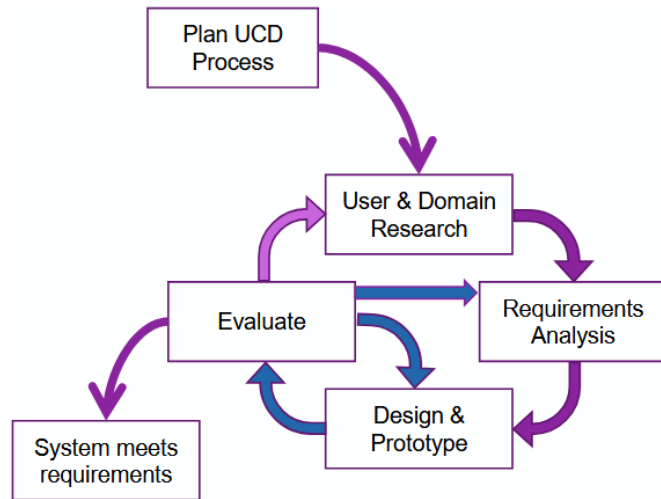 Plan UCD
Process
User & Domain
Research
Evaluate
Requirements
Analysis
Design &
Prototype
System meets
requirements